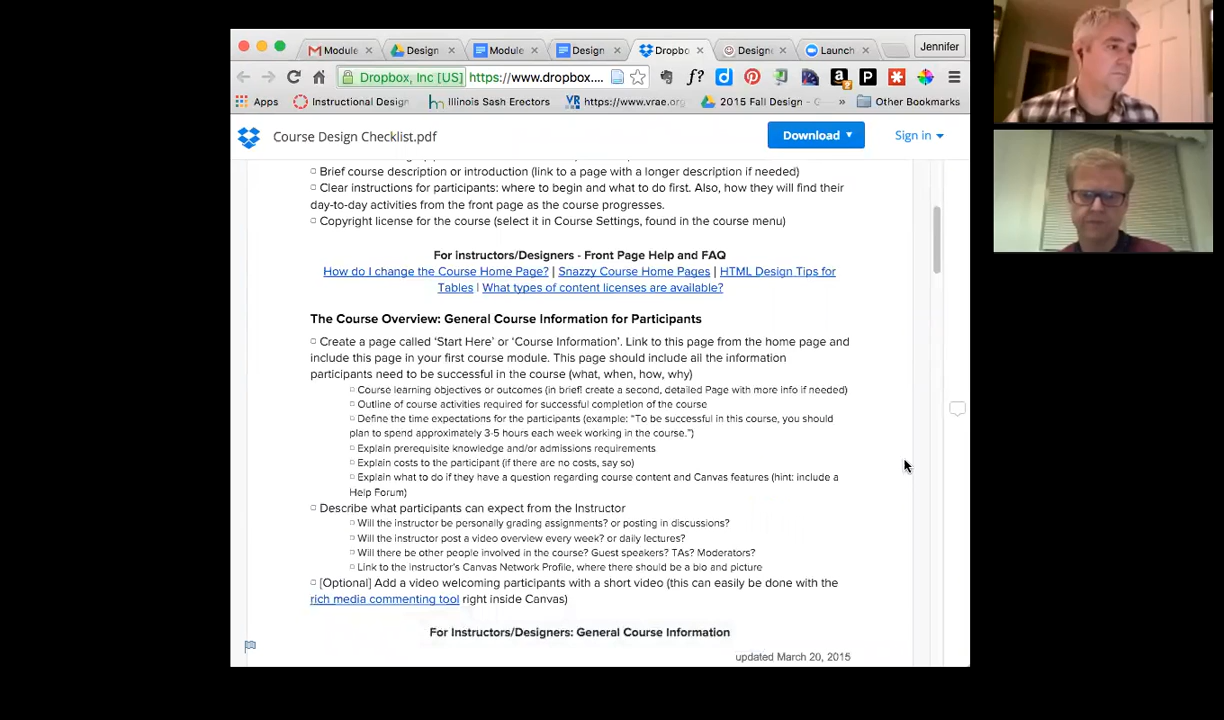 Module
Design
Module
Design
Dropbo
Designe
Launch
Jennifer
Dropbox, Inc [US]
https://www.dropbox....
Apps
Instructional Design
Illinois Sash Erectors
VR https://www.vrae.org
2015 Fall Design - G
»
Other Bookmarks
Course Design Checklist.pdf
Download
Sign in
Brief course description or introduction (link to a page with a longer description if needed)
Clear instructions for participants: where to begin and what to do first. Also, how they will find their
day-to-day activities from the front page as the course progresses.
Copyright license for the course (select it in Course Settings, found in the course menu)
For Instructors/Designers - Front Page Help and FAQ
How do I change the Course Home Page? | Snazzy Course Home Pages | HTML Design Tips for
Tables | What types of content licenses are available?
The Course Overview: General Course Information for Participants
Create a page called 'Start Here' or 'Course Information'. Link to this page from the home page and
include this page in your first course module. This page should include all the information
participants need to be successful in the course (what, when, how, why)
Course learning objectives or outcomes (in brief! create a second, detailed Page with more info if needed)
Outline of course activities required for successful completion of the course
Define the time expectations for the participants (example: "To be successful in this course, you should
plan to spend approximately 3-5 hours each week working in the course.")
Explain prerequisite knowledge and/or admissions requirements
Explain costs to the participant (if there are no costs, say so)
Explain what to do if they have a question regarding course content and Canvas features (hint: include a
Help Forum)
Describe what participants can expect from the Instructor
Will the instructor be personally grading assignments? or posting in discussions?
Will the instructor post a video overview every week? or daily lectures?
Will there be other people involved in the course? Guest speakers? TAs? Moderators?
Link to the instructor's Canvas Network Profile, where there should be a bio and picture
[Optional] Add a video welcoming participants with a short video (this can easily be done with the
rich media commenting tool right inside Canvas)
For Instructors/Designers: General Course Information
updated March 20, 2015